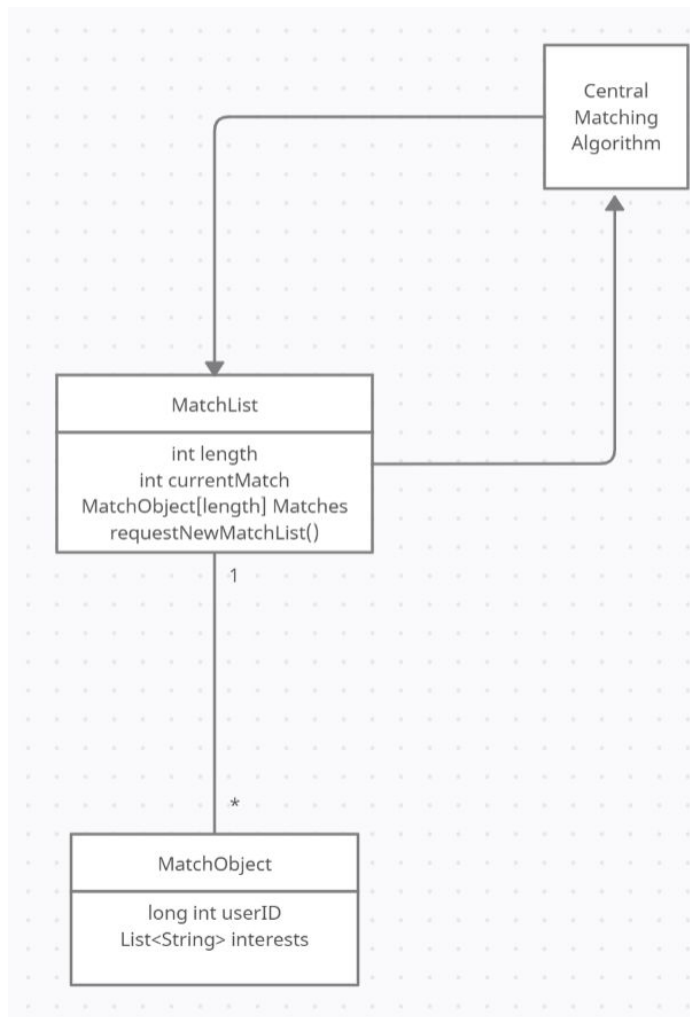 Central
Matching
Algorithm
MatchList
int length
int currentMatch
MatchObject[length] Matches
requestNewMatchList()
1
*
MatchObject
long int userID
List<String> interests